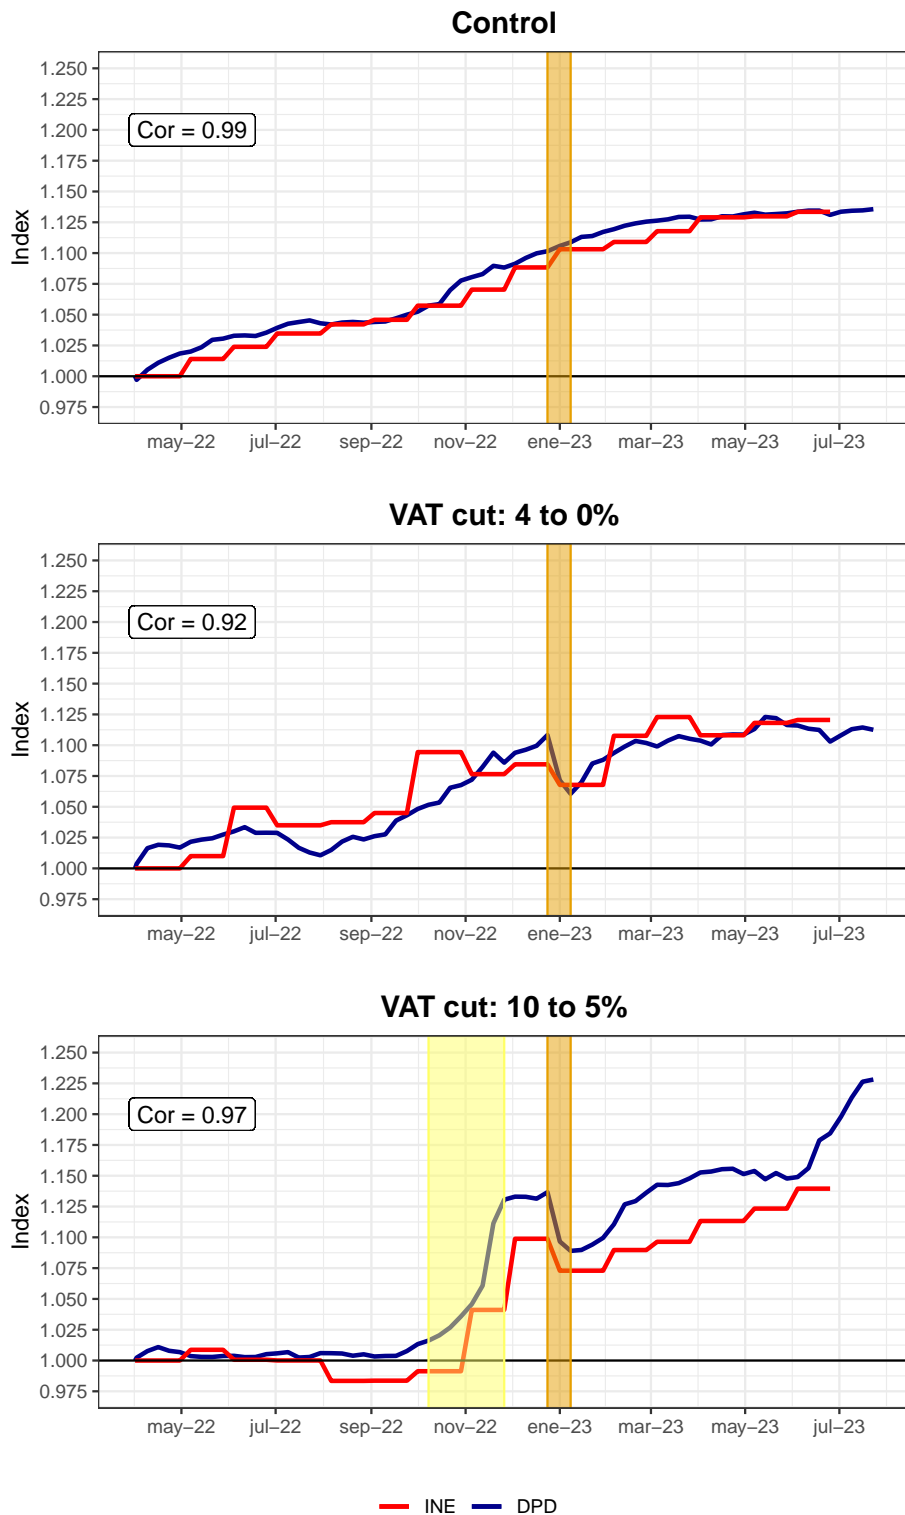 Control
1.250
1.225
1.200
1.175
1.150
1.125
1.100
1.075
1.050
1.025
1.000
0.975
Index
Cor = 0.99
may−22 jul−22 sep−22 nov−22 ene−23 mar−23 may−23 jul−23
VAT cut: 4 to 0%
1.250
1.225
1.200
1.175
1.150
1.125
1.100
1.075
1.050
1.025
1.000
0.975
Index
Cor = 0.92
may−22 jul−22 sep−22 nov−22 ene−23 mar−23 may−23 jul−23
VAT cut: 10 to 5%
1.250
1.225
1.200
1.175
1.150
1.125
1.100
1.075
1.050
1.025
1.000
0.975
Index
Cor = 0.97
may−22 jul−22 sep−22 nov−22 ene−23 mar−23 may−23 jul−23
INE DPD